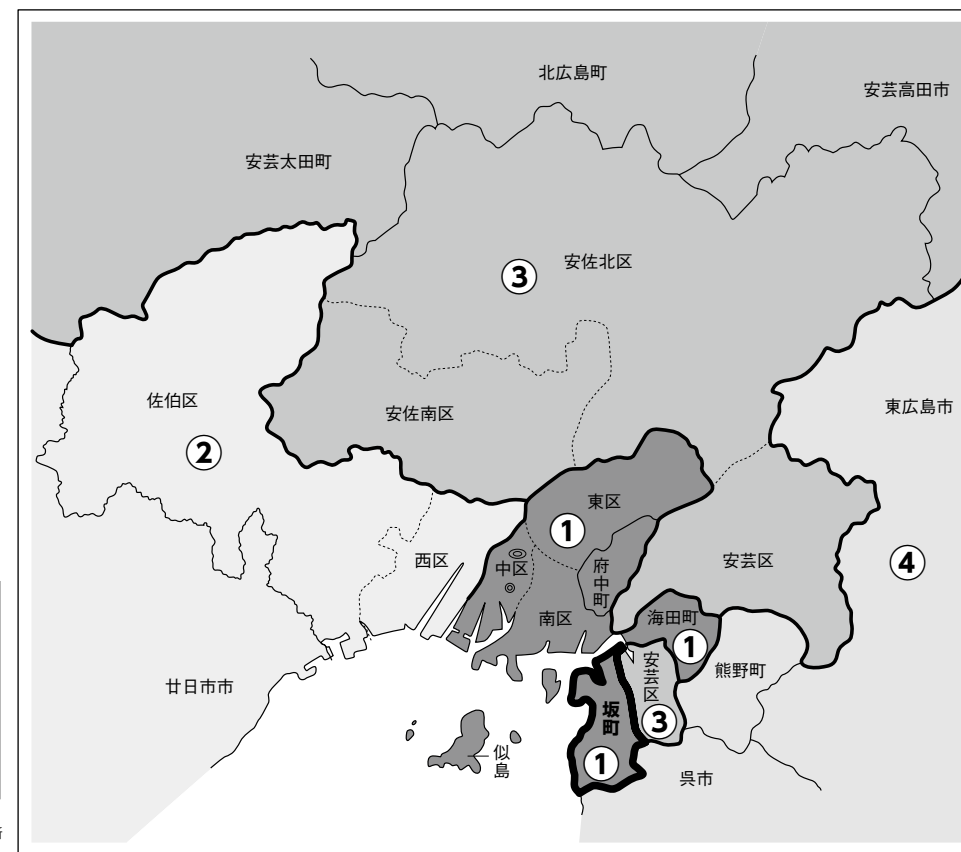 北広島町
安芸高田市
安芸太田町
安佐北区
③
佐伯区
安佐南区
東広島市
②
東区
①
西区
中区
府中町
安芸区
④
南区
海田町
①
安芸区
熊野町
廿日市市
坂町
③
似島
①
呉市